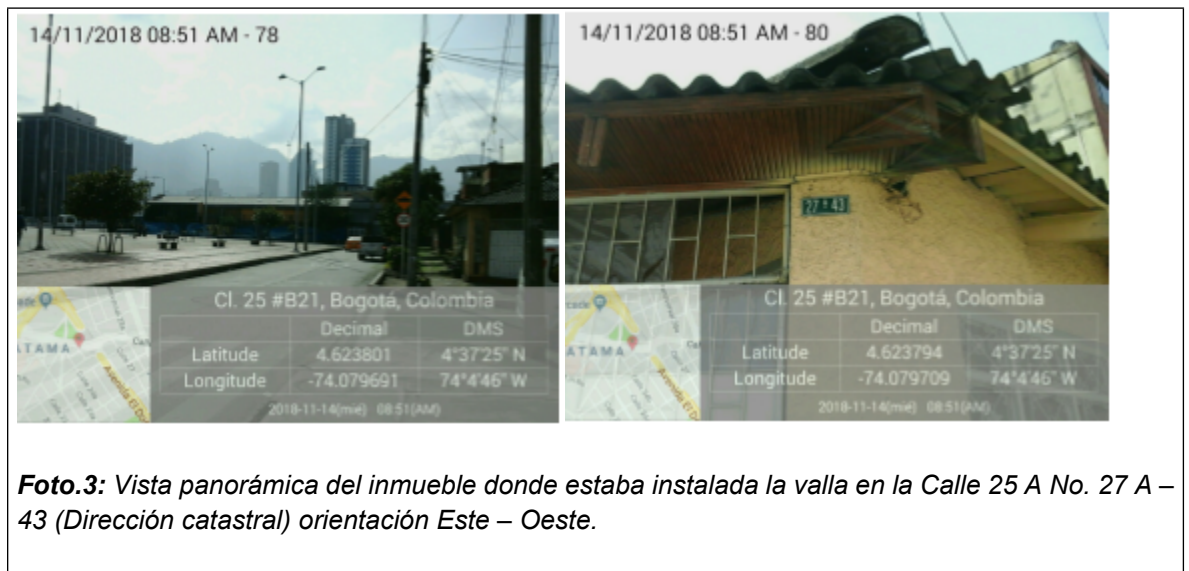 14/11/2018 08:51 AM - 78
Cl. 25 #B21, Bogotá, Colombia
Decimal DMS
Latitude 4.623801 4°37'25" N
Longitude -74.079691 74°4'46" W
2018-11-14(mié) 08:51(AM)
ATAMA
14/11/2018 08:51 AM - 80
27 43
Cl. 25 #B21, Bogotá, Colombia
Decimal DMS
Latitude 4.623794 4°37'25" N
Longitude -74.079709 74°4'46" W
2018-11-14(mié) 08:51(AM)
ATAMA
Foto.3: Vista panorámica del inmueble donde estaba instalada la valla en la Calle 25 A No. 27 A –
43 (Dirección catastral) orientación Este – Oeste.